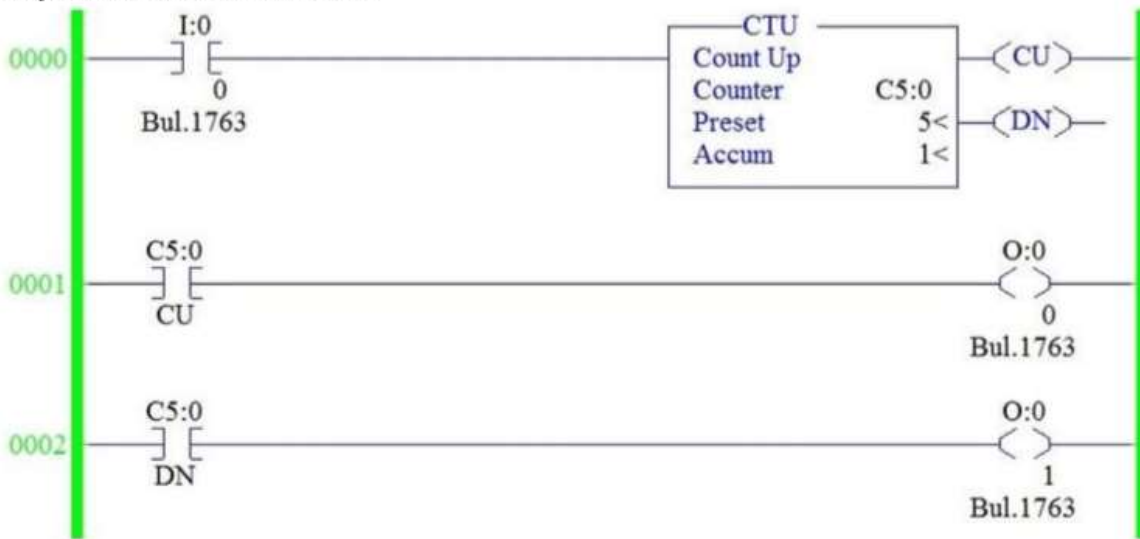 I:0
CTU
0000
Count Up
CU
0
Counter C5:0
Bul.1763
Preset 5<
DN
Accum 1<
C5:0
O:0
0001
CU
0
Bul.1763
C5:0
O:0
0002
DN
1
Bul.1763